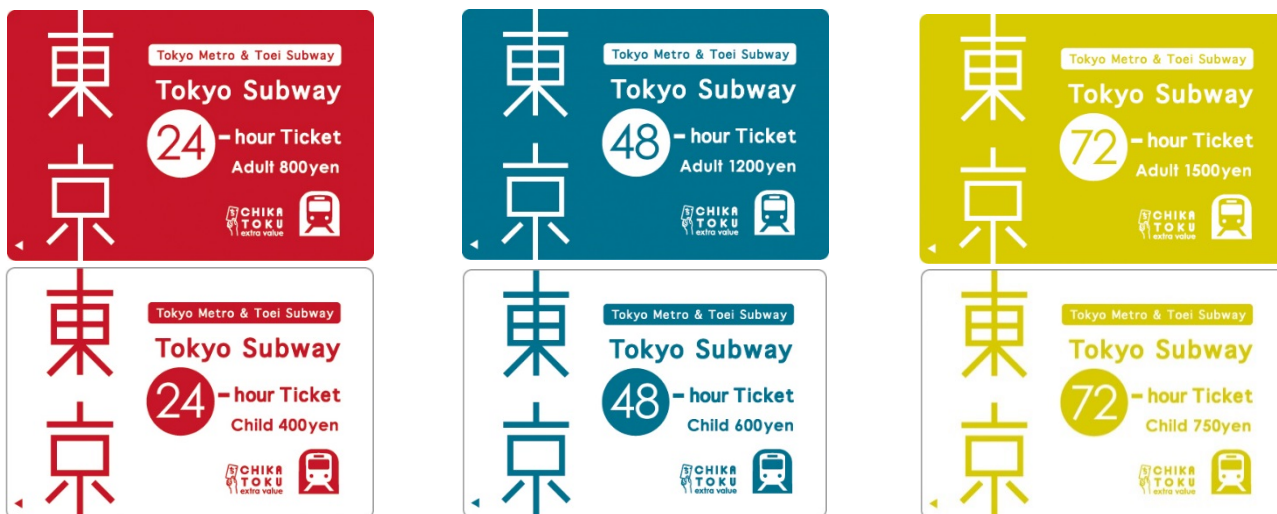 東京
Tokyo Metro & Toei Subway
Tokyo Subway
24-hour Ticket
Adult 800yen
CHIKA
TOKU
extra value
東京
Tokyo Metro & Toei Subway
Tokyo Subway
48-hour Ticket
Adult 1200yen
CHIKA
TOKU
extra value
東京
Tokyo Metro & Toei Subway
Tokyo Subway
72-hour Ticket
Adult 1500yen
CHIKA
TOKU
extra value
東京
Tokyo Metro & Toei Subway
Tokyo Subway
24-hour Ticket
Child 400yen
CHIKA
TOKU
extra value
東京
Tokyo Metro & Toei Subway
Tokyo Subway
48-hour Ticket
Child 600yen
CHIKA
TOKU
extra value
東京
Tokyo Metro & Toei Subway
Tokyo Subway
72-hour Ticket
Child 750yen
CHIKA
TOKU
extra value